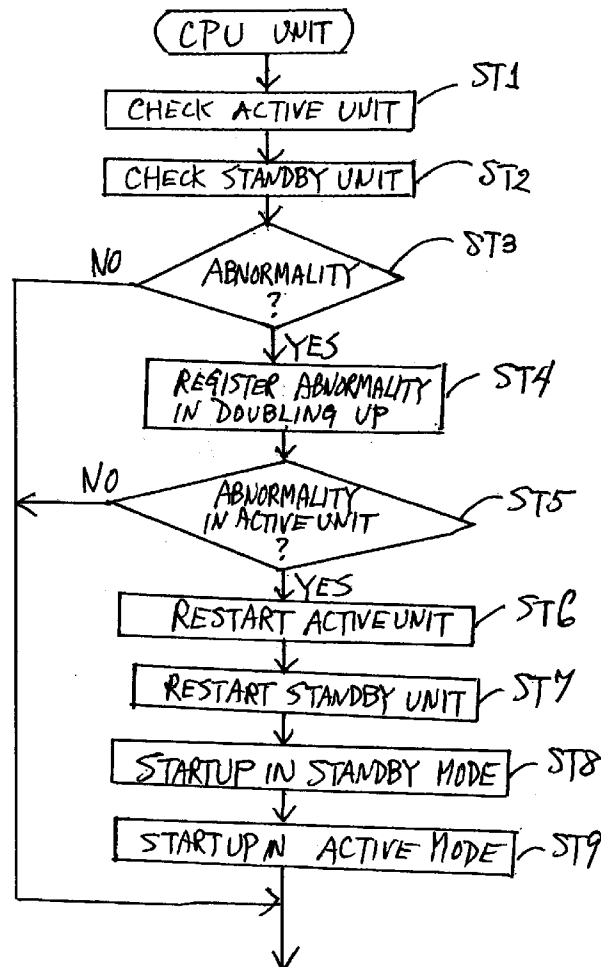 CPU UNIT
CHECK ACTIVE UNIT
ST1
CHECK STANDBY UNIT
ST2
ABNORMALITY
?
ST3
NO
YES
REGISTER ABNORMALITY
IN DOUBLING UP
ST4
NO
ABNORMALITY
IN ACTIVE UNIT
?
ST5
YES
RESTART ACTIVE UNIT
ST6
RESTART STANDBY UNIT
ST7
STARTUP IN STANDBY MODE
ST8
STARTUP IN ACTIVE MODE
ST9